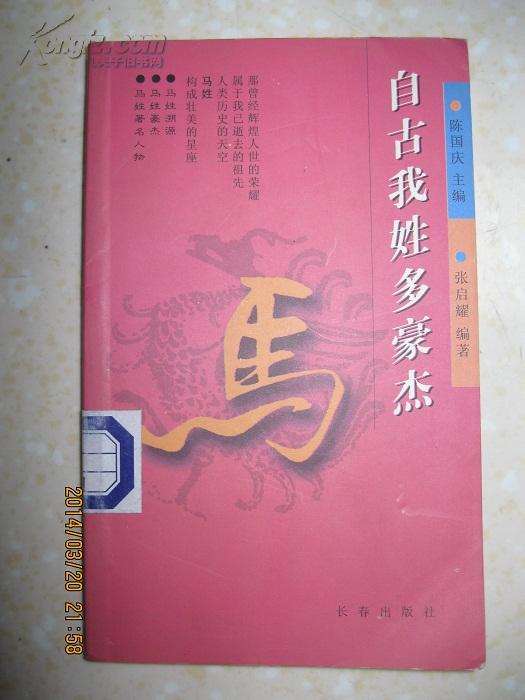 自古我姓多豪杰
陈国庆 主编
张启耀 编著
那曾经辉煌人世的荣耀
属于我已逝去的祖先
人类历史的天空
马姓
构成壮美的星座
●马姓溯源
●马姓豪杰
●马姓著名人物
馬
长春出版社
2014/03/20 21:58
孔夫子旧书网